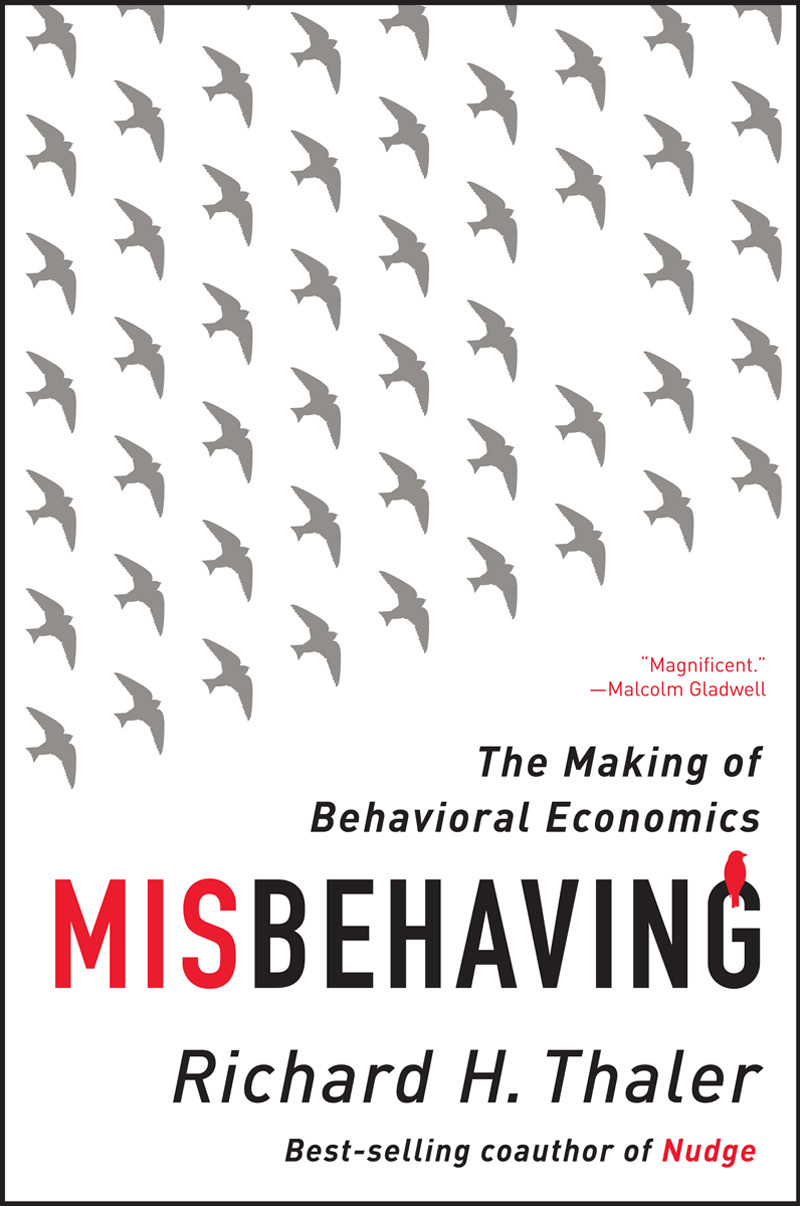 “Magnificent.”
—Malcolm Gladwell
The Making of
Behavioral Economics
MISBEHAVING
Richard H. Thaler
Best-selling coauthor of Nudge